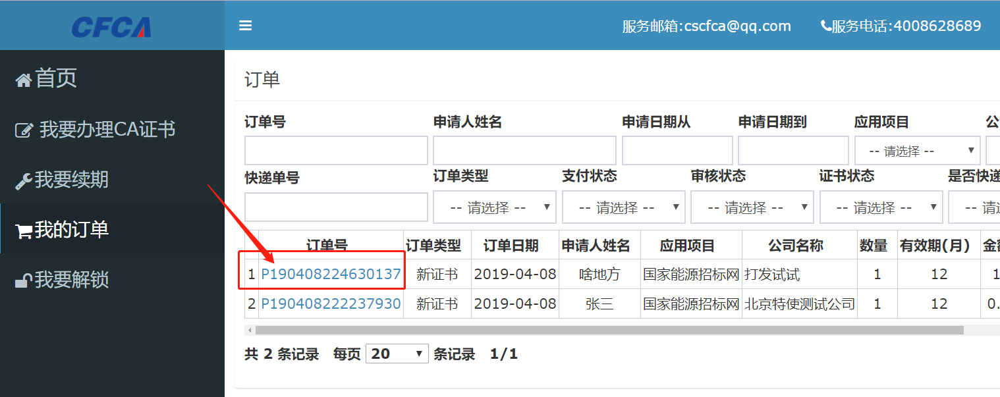 CFCA
服务邮箱:cscfca@qq.com 服务电话:4008628689
首页
我要办理CA证书
我要续期
我的订单
我要解锁
订单
订单号 申请人姓名 申请日期从 申请日期到 应用项目 公
-- 请选择 --
快递单号 订单类型 支付状态 审核状态 证书状态 是否快递
-- 请选择 -- -- 请选择 -- -- 请选择 -- -- 请选择 -- -- 请选
订单号 订单类型 订单日期 申请人姓名 应用项目 公司名称 数量 有效期(月) 金额
1 P190408224630137 新证书 2019-04-08 啥地方 国家能源招标网 打发试试 1 12 1
2 P190408222237930 新证书 2019-04-08 张三 国家能源招标网 北京特使测试公司 1 12 0.
共 2 条记录 每页 20 条记录 1/1